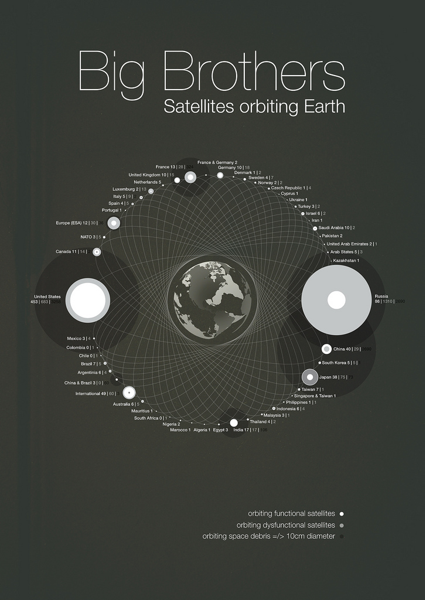 Big Brothers
Satellites orbiting Earth
France & Germany 2
France 13 |
Germany 10 |
United Kingdom 10 |
Denmark 1 |
Netherlands 5
Sweden 4 |
Luxembourg 2 |
Norway 2 |
Italy 5 |
Czech Republic 1 |
Spain 4 |
Cyprus 1
Portugal 1
Ukraine 1
Turkey 3 |
Europe (ESA) 12 |
Israel 6 |
Iran 1
Saudi Arabia 10 |
NATO 3 |
Pakistan 2
United Arab Emirates 2 |
Canada 11 |
Arab States 5 |
Kazakhstan 1
United States
Russia
Mexico 3 |
Colombia 0 |
China 40 |
Chile 0 |
Brazil 7 |
South Korea 6 |
Argentina 6 |
Japan 38 |
China & Brazil 0 |
Taiwan 7 |
International 49 |
Singapore & Taiwan 1
Australia 6 |
Philippines 1 |
Mauritius 1
Indonesia 6 |
South Africa 0 |
Malaysia 3 |
Nigeria 2
Thailand 4 |
Marocco 1
Algeria 1
Egypt 3
India 17 |
orbiting functional satellites
orbiting dysfunctional satellites
orbiting space debris =/> 10cm diameter